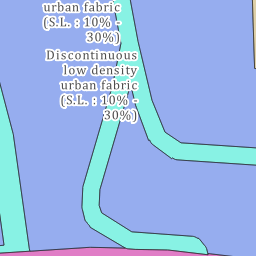 urban fabric
(S.L. : 10% -
30%)
Discontinuous
low density
urban fabric
(S.L. : 10% -
30%)